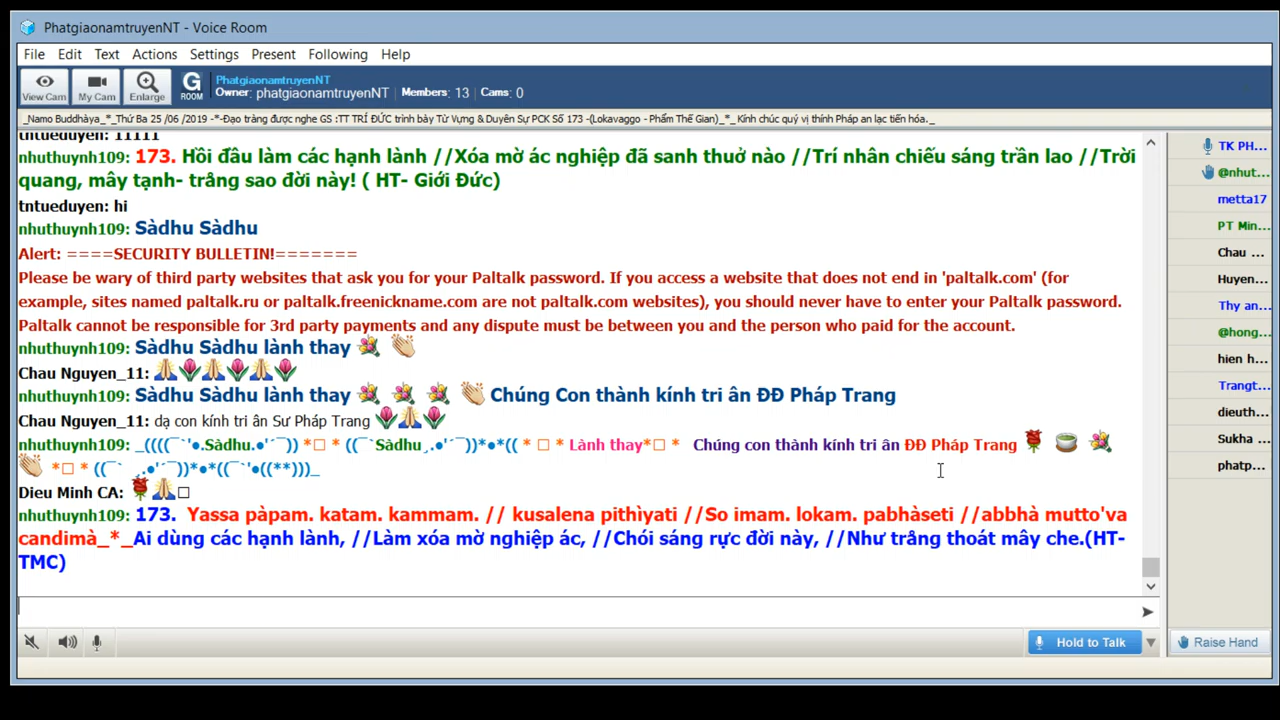 PhatgiaonamtruyenNT - Voice Room
File Edit Text Actions Settings Present Following Help
View Cam My Cam Enlarge G ROOM PhatgiaonamtruyenNT
Owner: phatgiaonamtruyenNT Members: 13 Cams: 0
_Namo Buddhàya_*_Thứ Ba 25 /06 /2019 -*-Đạo tràng được nghe GS :TT TRÍ ĐỨC trình bày Từ Vựng & Duyên Sự PCK Số 173 -(Lokavaggo - Phẩm Thế Gian)_*_ Kính chúc quý vị thính Pháp an lạc tiến hóa._
tntueduyen: 11111
nhuthuynh109: 173. Hồi đầu làm các hạnh lành //Xóa mờ ác nghiệp đã sanh thuở nào //Trí nhân chiếu sáng trần lao //Trời
quang, mây tạnh- trăng sao đời này! ( HT- Giới Đức)
tntueduyen: hi
nhuthuynh109: Sàdhu Sàdhu
Alert: ====SECURITY BULLETIN!=======
Please be wary of third party websites that ask you for your Paltalk password. If you access a website that does not end in 'paltalk.com' (for
example, sites named paltalk.ru or paltalk.freenickname.com are not paltalk.com websites), you should never have to enter your Paltalk password.
Paltalk cannot be responsible for 3rd party payments and any dispute must be between you and the person who paid for the account.
nhuthuynh109: Sàdhu Sàdhu lành thay 💐 👏
Chau Nguyen_11: 🙏🌷🙏🌷🙏🌷
nhuthuynh109: Sàdhu Sàdhu lành thay 💐 💐 💐 👏 Chúng Con thành kính tri ân ĐĐ Pháp Trang
Chau Nguyen_11: dạ con kính tri ân Sư Pháp Trang 🌷🙏🌷
nhuthuynh109: _((((¯`'•.Sàdhu.•'´¯)) *□ * ((¯`Sàdhu¸.•'´¯))*•*(( * □ * Lành thay*□ * Chúng con thành kính tri ân ĐĐ Pháp Trang 🌹 🍵 💐
👏 *□ * ((¯` ¸.•'´¯))*•*((¯`'•((**)))_
Dieu Minh CA: 🌹🙏□
nhuthuynh109: 173. Yassa pàpam. katam. kammam. // kusalena pithìyati //So imam. lokam. pabhàseti //abbhà mutto'va
candimà_*_Ai dùng các hạnh lành, //Làm xóa mờ nghiệp ác, //Chói sáng rực đời này, //Như trăng thoát mây che.(HT-
TMC)
TK PH...
@nhut...
metta17
PT Min...
Chau ...
Huyen...
Thy an...
@hong...
hien h...
Trangt...
dieuth...
Sukha ...
phatp...
Hold to Talk Raise Hand